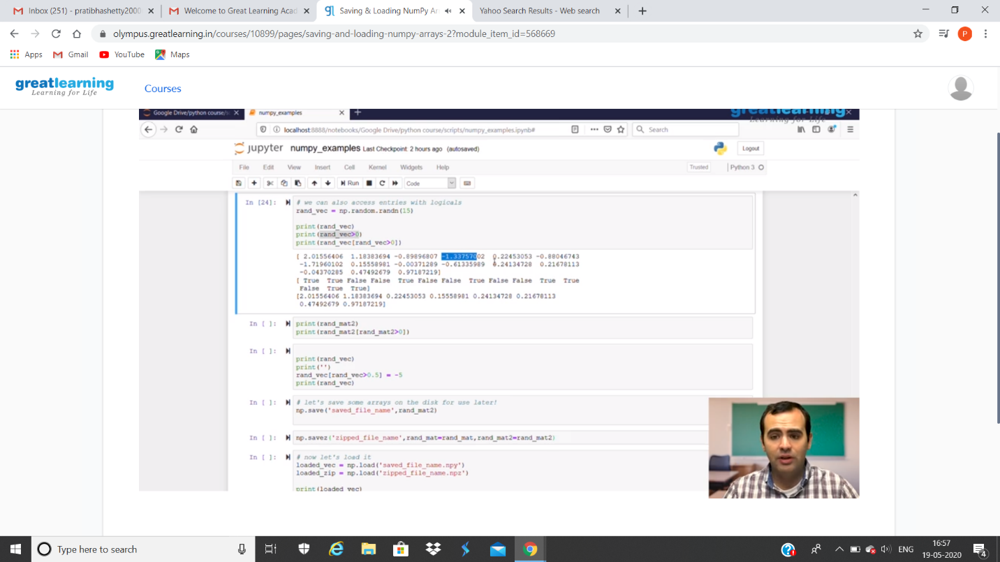 Inbox (251) - pratibhashetty2000
Welcome to Great Learning Acad
Saving & Loading NumPy Ar
Yahoo Search Results - Web search
olympus.greatlearning.in/courses/10899/pages/saving-and-loading-numpy-arrays-2?module_item_id=568669
P
Apps
Gmail
YouTube
Maps
greatlearning
Learning for Life
Courses
Google Drive/python course/s
numpy_examples
greatlearning
Learning for Life
localhost:8888/notebooks/Google Drive/python course/scripts/numpy_examples.ipynb#
Search
jupyter numpy_examples Last Checkpoint: 2 hours ago (autosaved)
Logout
File Edit View Insert Cell Kernel Widgets Help
Trusted
Python 3
Run
Code
In [24]:
# we can also access entries with logicals
rand_vec = np.random.randn(15)
print(rand_vec)
print(rand_vec>0)
print(rand_vec[rand_vec>0])
[ 2.01556406 1.18383694 -0.89896807 -1.33757002 0.22453053 -0.88046743
-1.71960102 0.15558981 -0.00371289 -0.61335989 0.24134728 0.21678113
-0.04370285 0.47492679 0.97187219]
[ True True False False True False False True False False True True
False True True]
[2.01556406 1.18383694 0.22453053 0.15558981 0.24134728 0.21678113
0.47492679 0.97187219]
In [ ]:
print(rand_mat2)
print(rand_mat2[rand_mat2>0])
In [ ]:
print(rand_vec)
print('')
rand_vec[rand_vec>0.5] = -5
print(rand_vec)
In [ ]:
# let's save some arrays on the disk for use later!
np.save('saved_file_name',rand_mat2)
In [ ]:
np.savez('zipped_file_name',rand_mat=rand_mat,rand_mat2=rand_mat2)
In [ ]:
# now let's load it
loaded_vec = np.load('saved_file_name.npy')
loaded_zip = np.load('zipped_file_name.npz')
print(loaded_vec)
Type here to search
ENG
16:57
19-05-2020
4